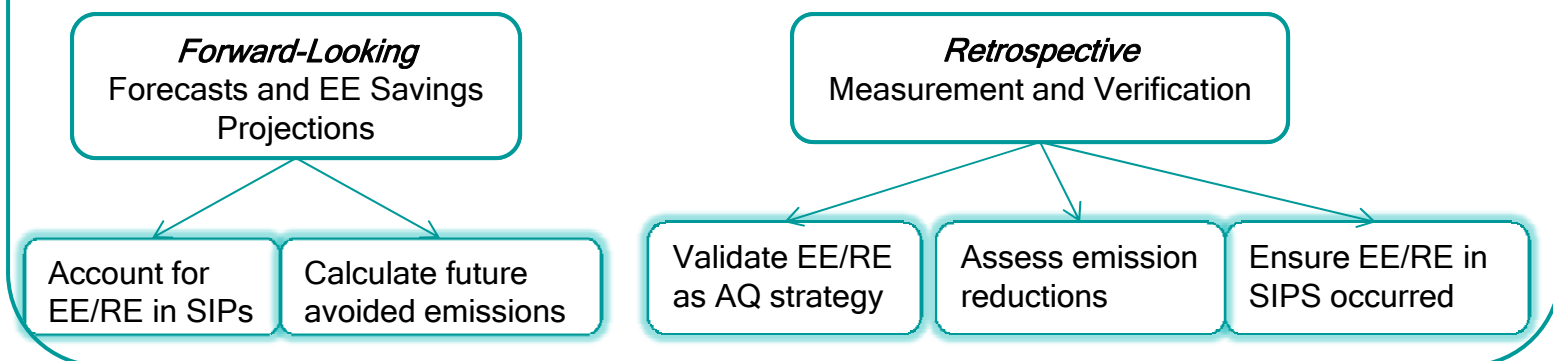 Forward-Looking
Forecasts and EE Savings
Projections
Retrospective
Measurement and Verification
Account for
EE/RE in SIPs
Calculate future
avoided emissions
Validate EE/RE
as AQ strategy
Assess emission
reductions
Ensure EE/RE in
SIPS occurred